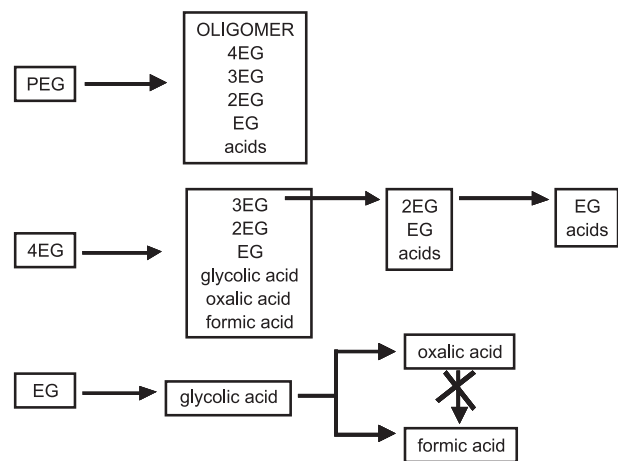 PEG
OLIGOMER
4EG
3EG
2EG
EG
acids
4EG
3EG
2EG
EG
glycolic acid
oxalic acid
formic acid
2EG
EG
acids
EG
acids
EG
glycolic acid
oxalic acid
formic acid